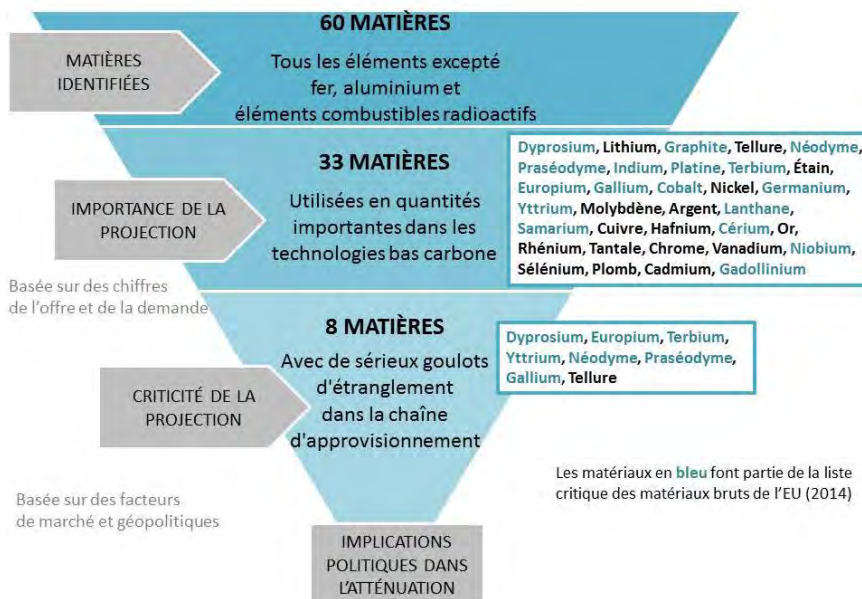 60 MATIÈRES
MATIÈRES
IDENTIFIÉES
Tous les éléments excepté
fer, aluminium et
éléments combustibles radioactifs
33 MATIÈRES
IMPORTANCE DE LA
PROJECTION
Utilisées en quantités
importantes dans les
technologies bas carbone
Dyprosium, Lithium, Graphite, Tellure, Néodyme,
Praséodyme, Indium, Platine, Terbium, Étain,
Europium, Gallium, Cobalt, Nickel, Germanium,
Yttrium, Molybdène, Argent, Lanthane,
Samarium, Cuivre, Hafnium, Cérium, Or,
Rhénium, Tantale, Chrome, Vanadium, Niobium,
Sélénium, Plomb, Cadmium, Gadollinium
Basée sur des chiffres
de l'offre et de la demande
8 MATIÈRES
CRITICITÉ DE LA
PROJECTION
Avec de sérieux goulots
d'étranglement
dans la chaîne
d'approvisionnement
Dyprosium, Europium, Terbium,
Yttrium, Néodyme, Praséodyme,
Gallium, Tellure
Les matériaux en bleu font partie de la liste
critique des matériaux bruts de l'EU (2014)
Basée sur des facteurs
de marché et géopolitiques
IMPLICATIONS
POLITIQUES DANS
L'ATTÉNUATION